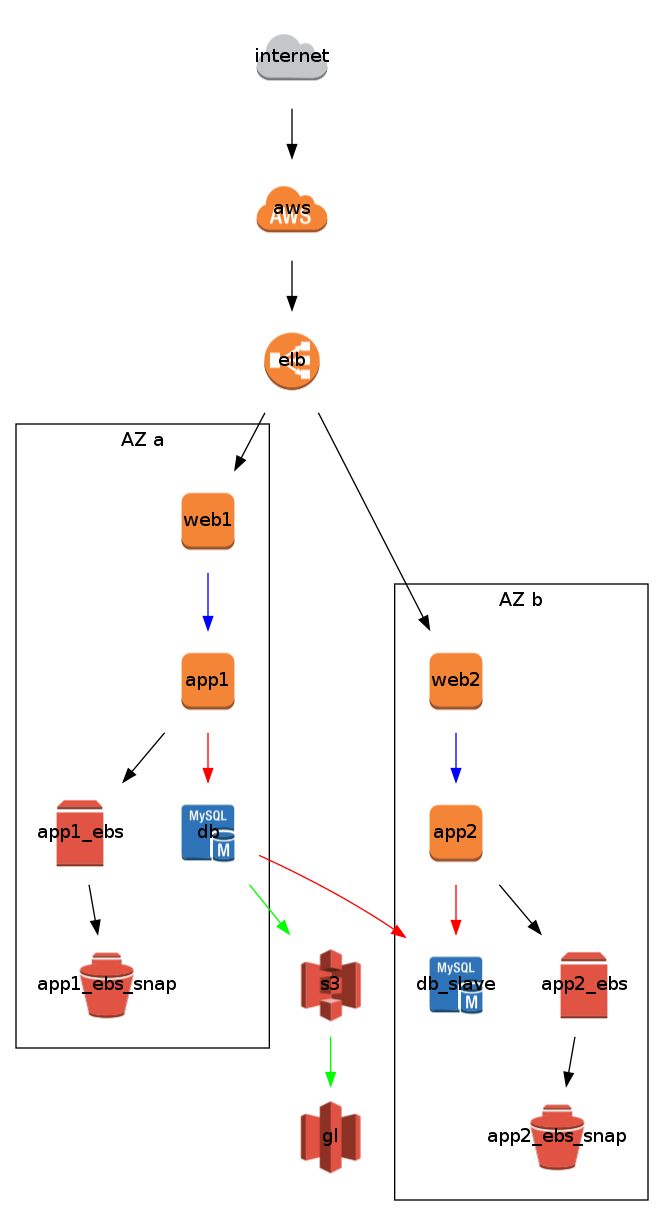 internet
aws
AWS
elb
AZ a
web1
AZ b
app1
web2
app1_ebs
MySQL
db
M
app2
app1_ebs_snap
s3
MySQL
db_slave
M
app2_ebs
gl
app2_ebs_snap